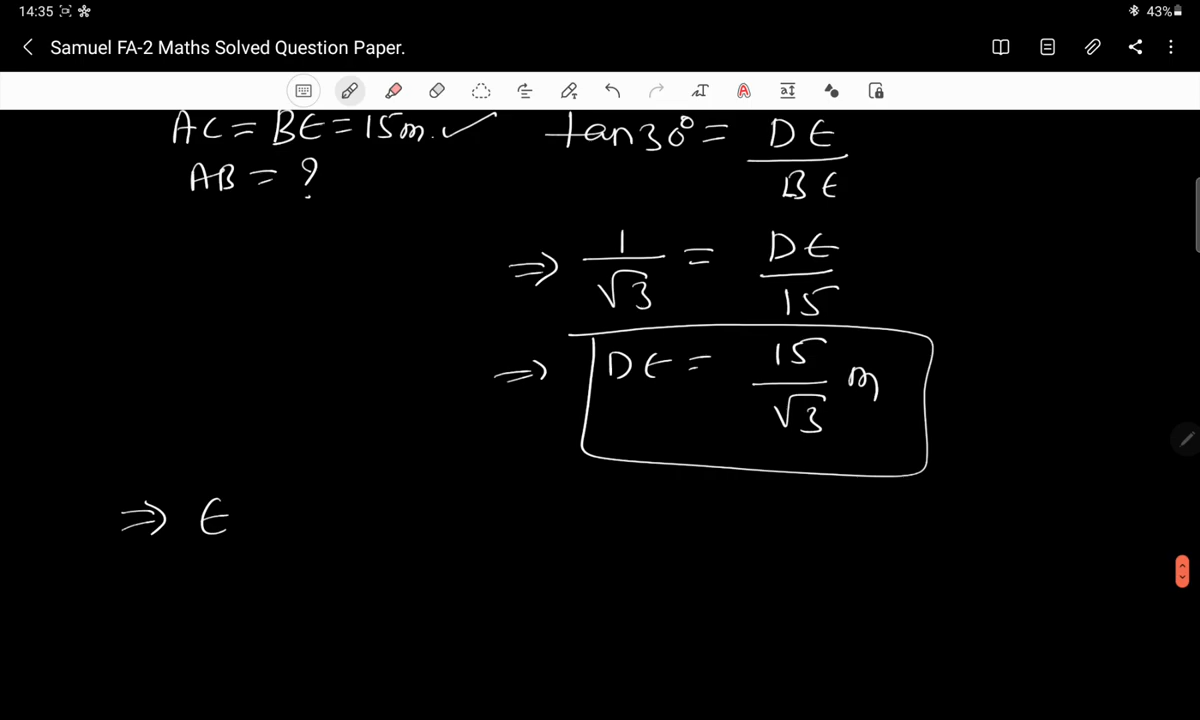 14:35 43%
Samuel FA-2 Maths Solved Question Paper.
AC = BE = 15m. ✓ tan30° = DE/BE
AB = ?
⇒ 1/√3 = DE/15
⇒ DE = 15/√3 m
⇒ E